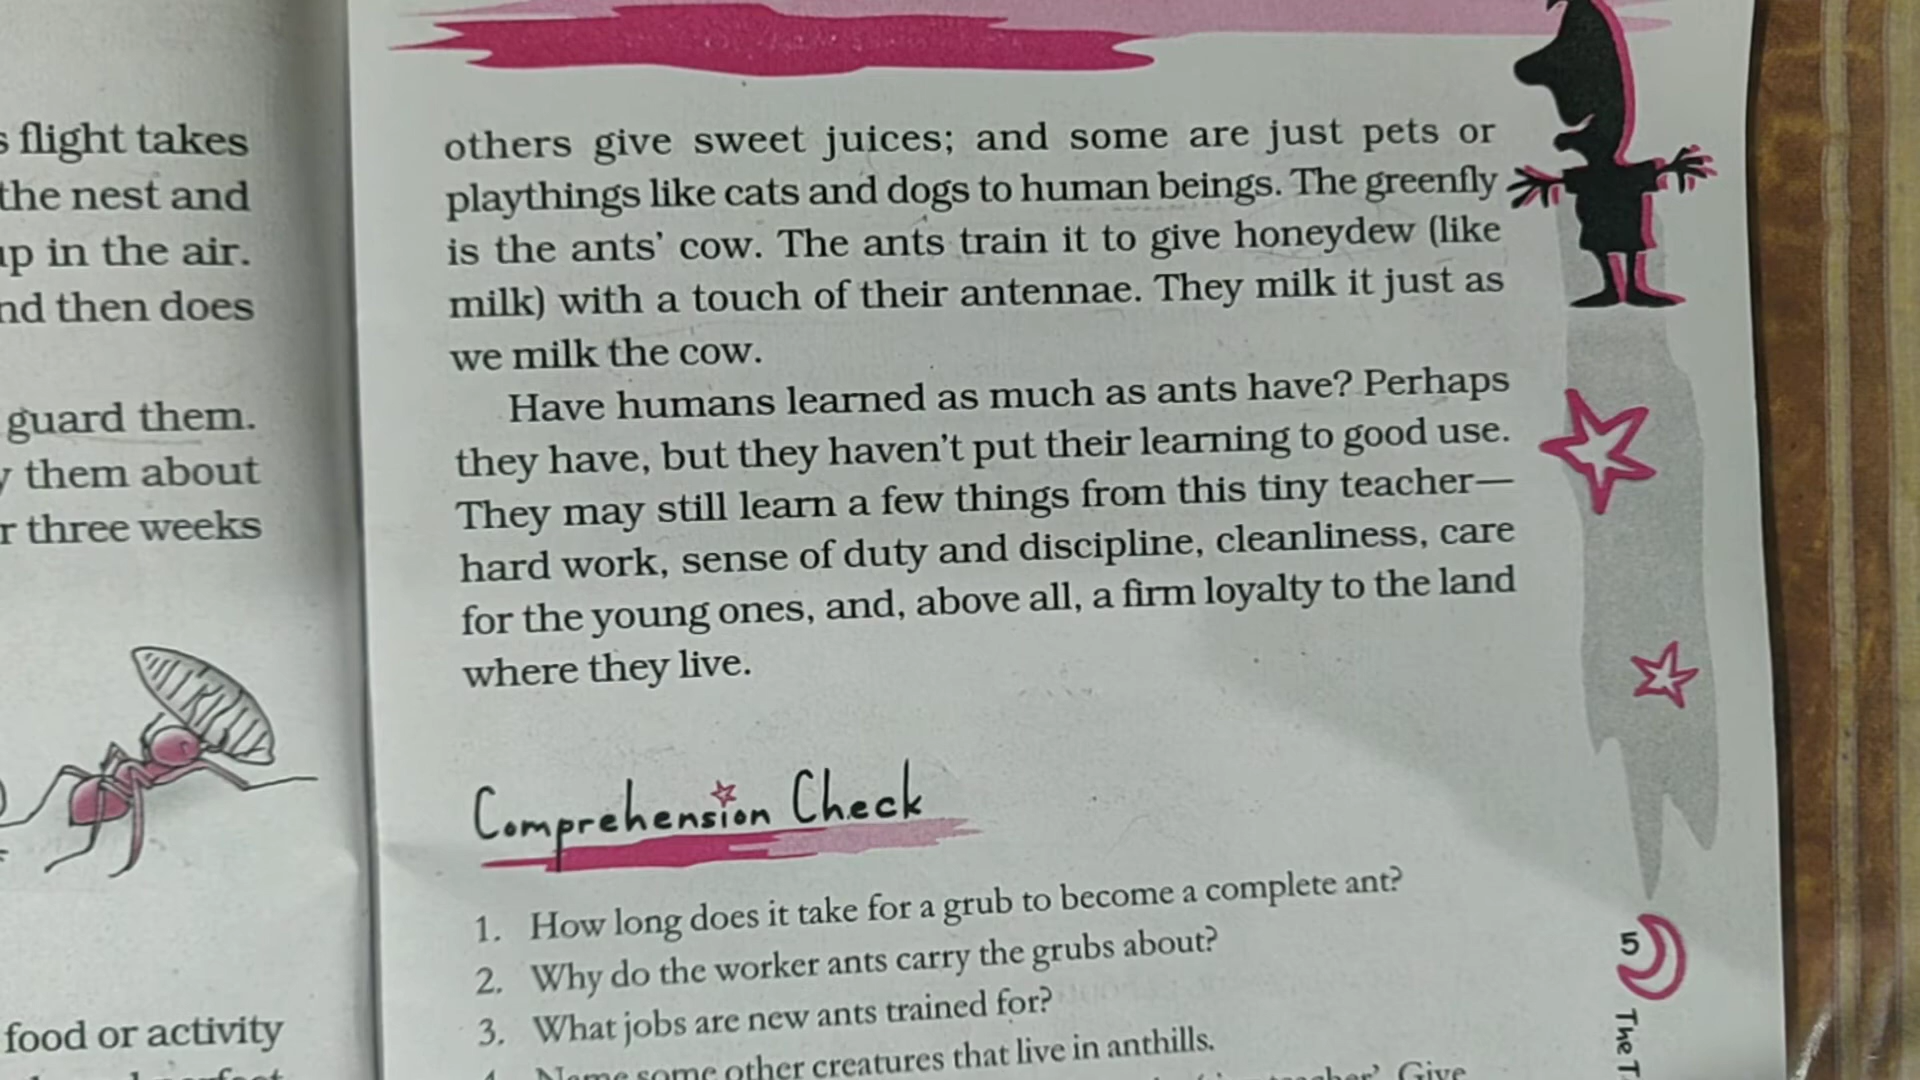 flight takes
the nest and
up in the air.
and then does
guard them.
them about
three weeks
food or activity
others give sweet juices; and some are just pets or
playthings like cats and dogs to human beings. The greenfly
is the ants’ cow. The ants train it to give honeydew (like
milk) with a touch of their antennae. They milk it just as
we milk the cow.
Have humans learned as much as ants have? Perhaps
they have, but they haven’t put their learning to good use.
They may still learn a few things from this tiny teacher—
hard work, sense of duty and discipline, cleanliness, care
for the young ones, and, above all, a firm loyalty to the land
where they live.
Comprehension Check
1. How long does it take for a grub to become a complete ant?
2. Why do the worker ants carry the grubs about?
3. What jobs are new ants trained for?
4. Name some other creatures that live in anthills.
Give
5
The